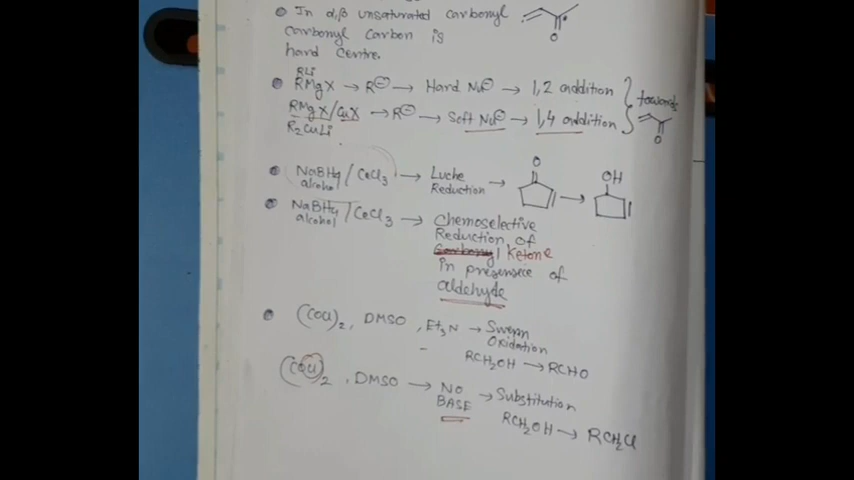 In α,β unsaturated carbonyl
carbonyl carbon is
hard centre.
O
RLi
RMgX → R⊖ → Hard Nu⊖ → 1,2 addition
RMgX/CuX → R⊖ → Soft Nu⊖ → 1,4 addition
R2CuLi
towards
O
NaBH4 / CeCl3 → Luche
alcohol Reduction →
O
→
OH
NaBH4 / CeCl3 → Chemoselective
alcohol
Reduction of
Ketone
in presence of
aldehyde
(COCl)2, DMSO, Et3N → Swern
Oxidation
RCH2OH → RCHO
(COCl)2, DMSO → NO → Substitution
BASE
RCH2OH → RCH2Cl